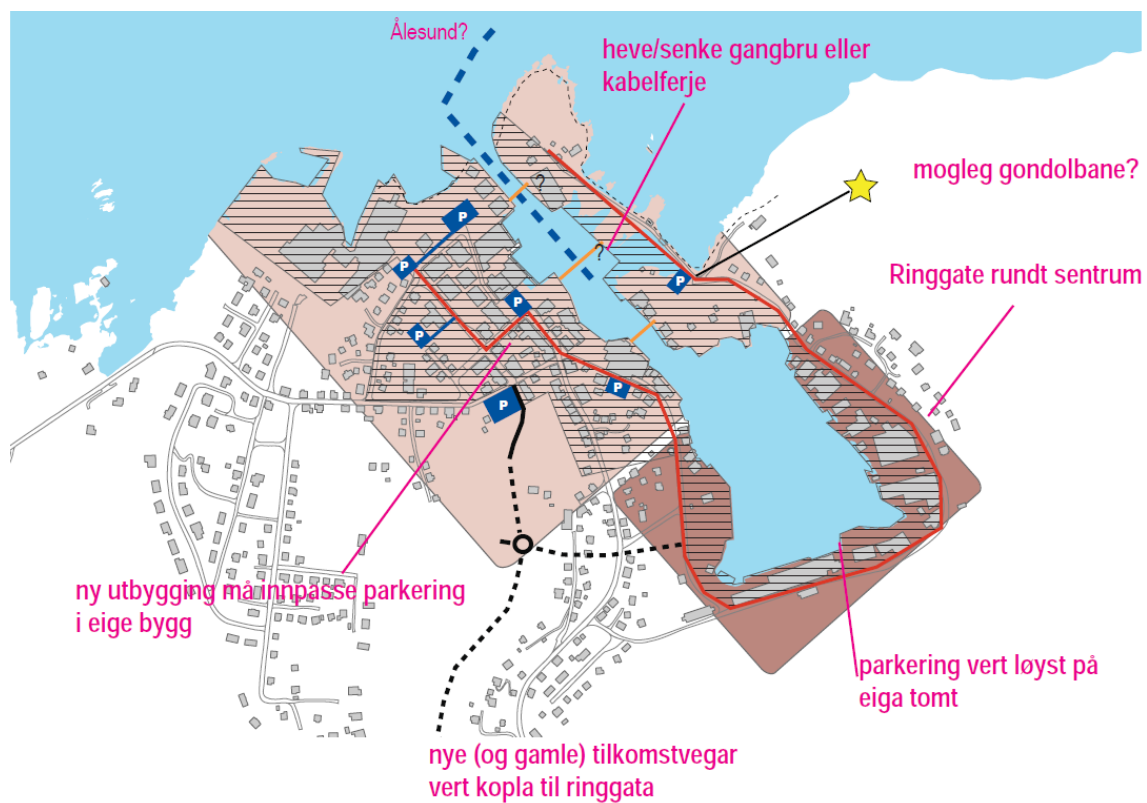 Ålesund?
heve/senke gangbru eller
kabelferje
mogleg gondolbane?
?
P
?
P
P
Ringgate rundt sentrum
P
P
P
P
ny utbygging må innpasse parkering
i eige bygg
parkering vert løyst på
eiga tomt
nye (og gamle) tilkomstvegar
vert kopla til ringgata